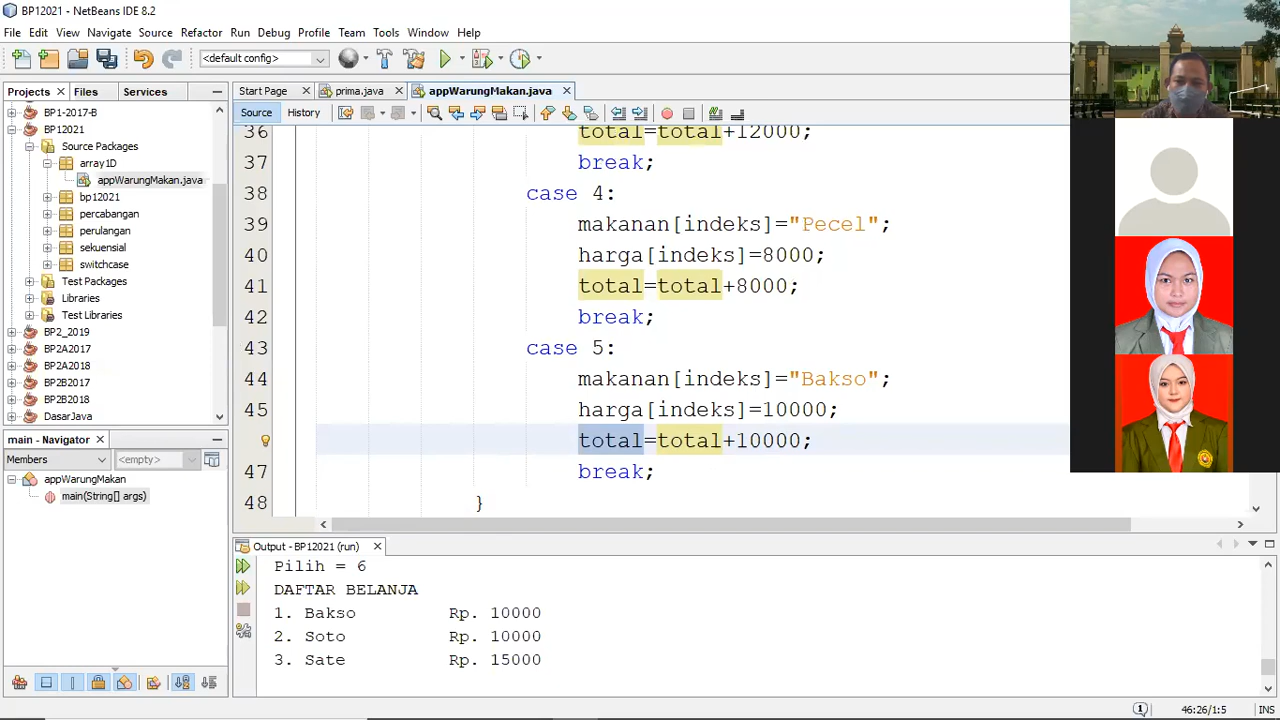 BP12021 - NetBeans IDE 8.2
File Edit View Navigate Source Refactor Run Debug Profile Team Tools Window Help
<default config>
Projects Files Services
Start Page prima.java appWarungMakan.java
Source History
BP1-2017-B
BP12021
Source Packages
array1D
appWarungMakan.java
bp12021
percabangan
perulangan
sekuensial
switchcase
Test Packages
Libraries
Test Libraries
BP2_2019
BP2A2017
BP2A2018
BP2B2017
BP2B2018
DasarJava
36 total=total+12000;
37 break;
38 case 4:
39 makanan[indeks]="Pecel";
40 harga[indeks]=8000;
41 total=total+8000;
42 break;
43 case 5:
44 makanan[indeks]="Bakso";
45 harga[indeks]=10000;
total=total+10000;
47 break;
48 }
main - Navigator
Members <empty>
appWarungMakan
main(String[] args)
Output - BP12021 (run)
Pilih = 6
DAFTAR BELANJA
1. Bakso Rp. 10000
2. Soto Rp. 10000
3. Sate Rp. 15000
1 46:26/1:5 INS